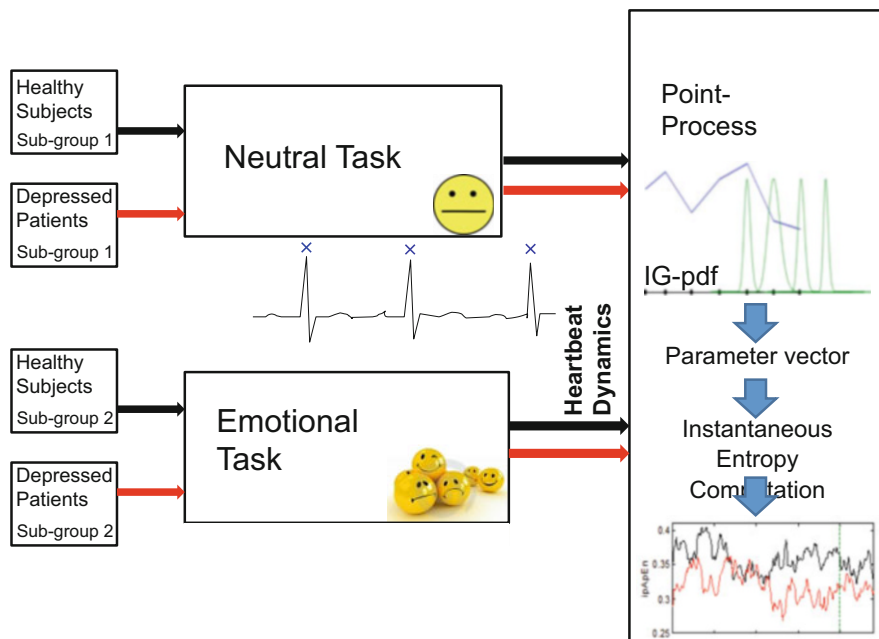 Healthy
Subjects
Sub-group 1
Depressed
Patients
Sub-group 1
Neutral Task
Healthy
Subjects
Sub-group 2
Depressed
Patients
Sub-group 2
Emotional
Task
Heartbeat
Dynamics
Point-
Process
IG-pdf
Parameter vector
Instantaneous
Entropy
ipApEn
0.4
0.35
0.3
0.25